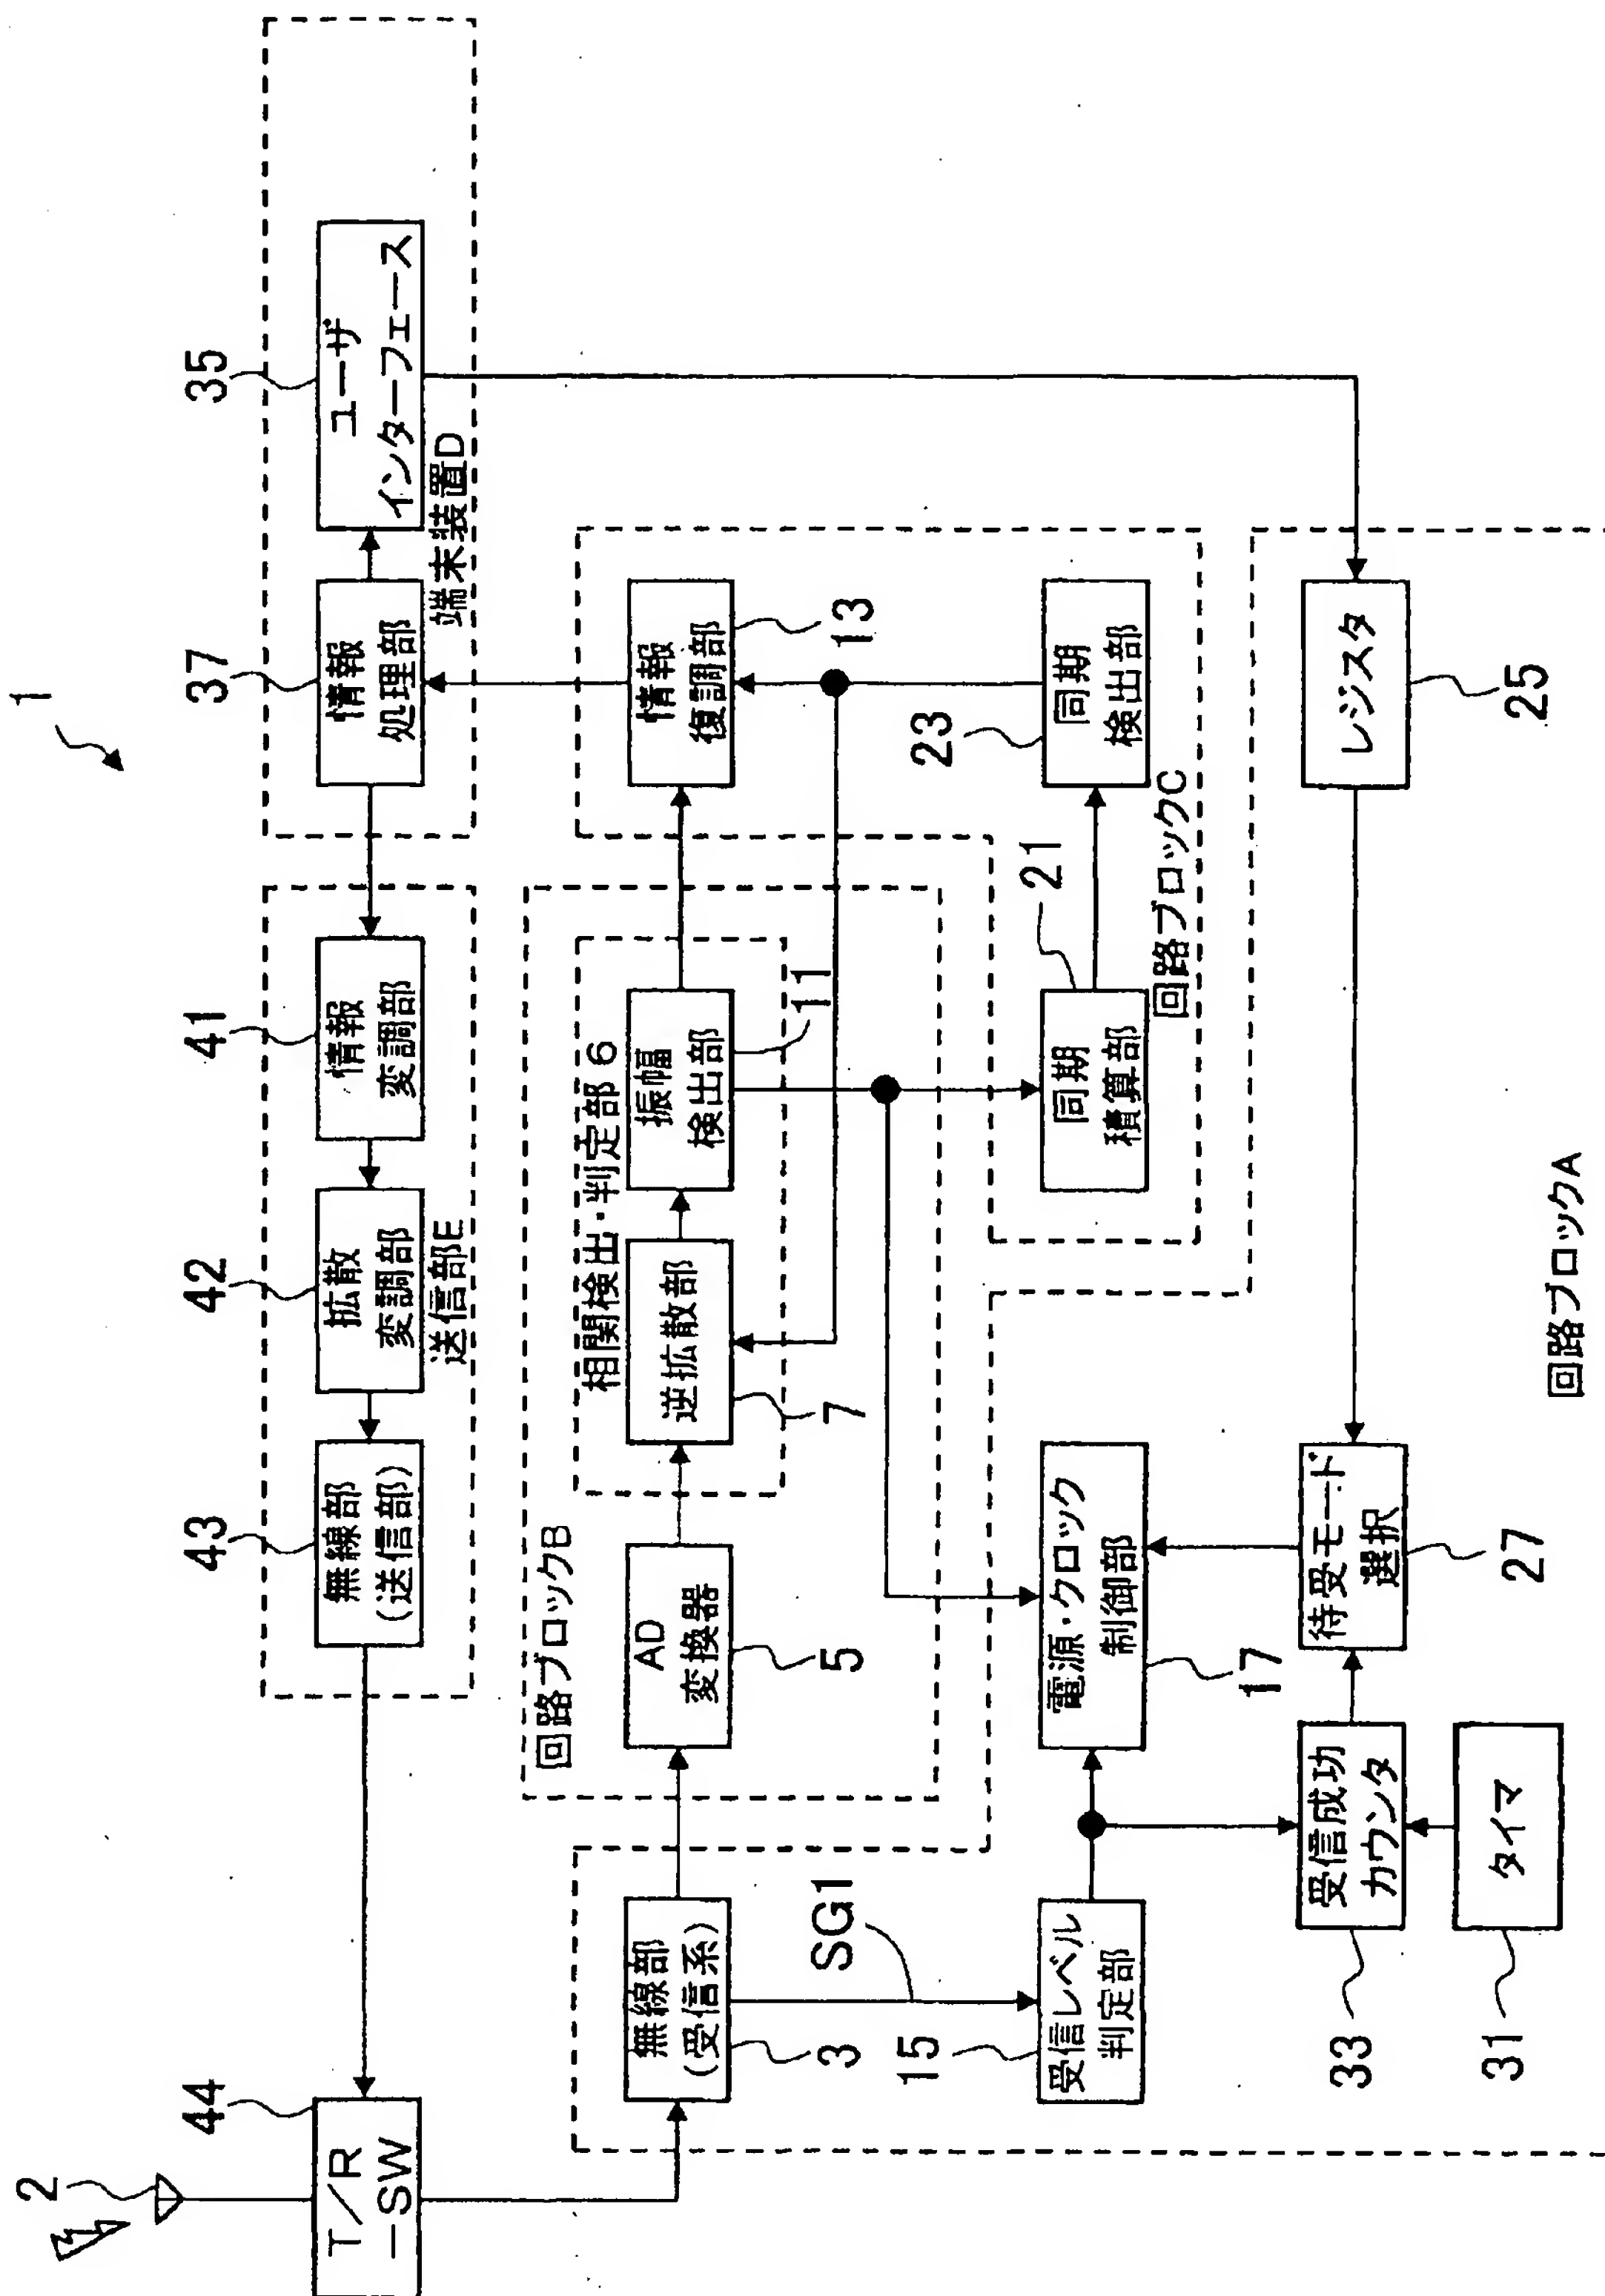 1
2
44
T/R
-SW
43
無線部
(送信部)
42
拡散
変調部
41
情報
変調部
送信部E
37
情報
処理部
35
ユーザ
インターフェース
端末装置D
回路ブロックB
相関検出・判定部6
3
無線部
(受信系)
5
AD
変換器
7
逆拡散部
11
振幅
検出部
13
情報
復調部
SG1
15
受信レベル
判定部
17
電源・クロック
制御部
21
同期
積算部
23
同期
検出部
回路ブロックC
33
受信成功
カウンタ
27
待受モード
選択
25
レジスタ
31
タイマ
回路ブロックA